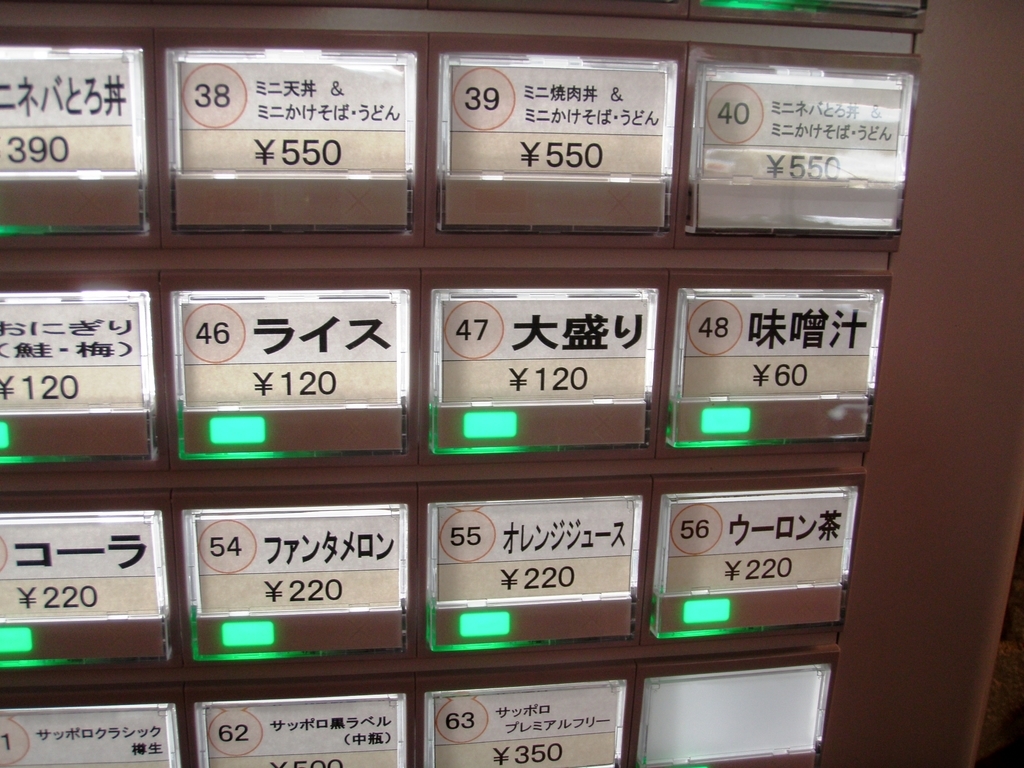 ニネバとろ丼
390
38
ミニ天丼 &
ミニかけそば・うどん
¥550
39
ミニ焼肉丼 &
ミニかけそば・うどん
¥550
40
ミニネバとろ丼 &
ミニかけそば・うどん
¥550
おにぎり
(鮭・梅)
¥120
46 ライス
¥120
47 大盛り
¥120
48 味噌汁
¥60
コーラ
¥220
54 ファンタメロン
¥220
55 オレンジジュース
¥220
56 ウーロン茶
¥220
1
サッポロクラシック
樽生
62
サッポロ黒ラベル
(中瓶)
¥500
63
サッポロ
プレミアルフリー
¥350